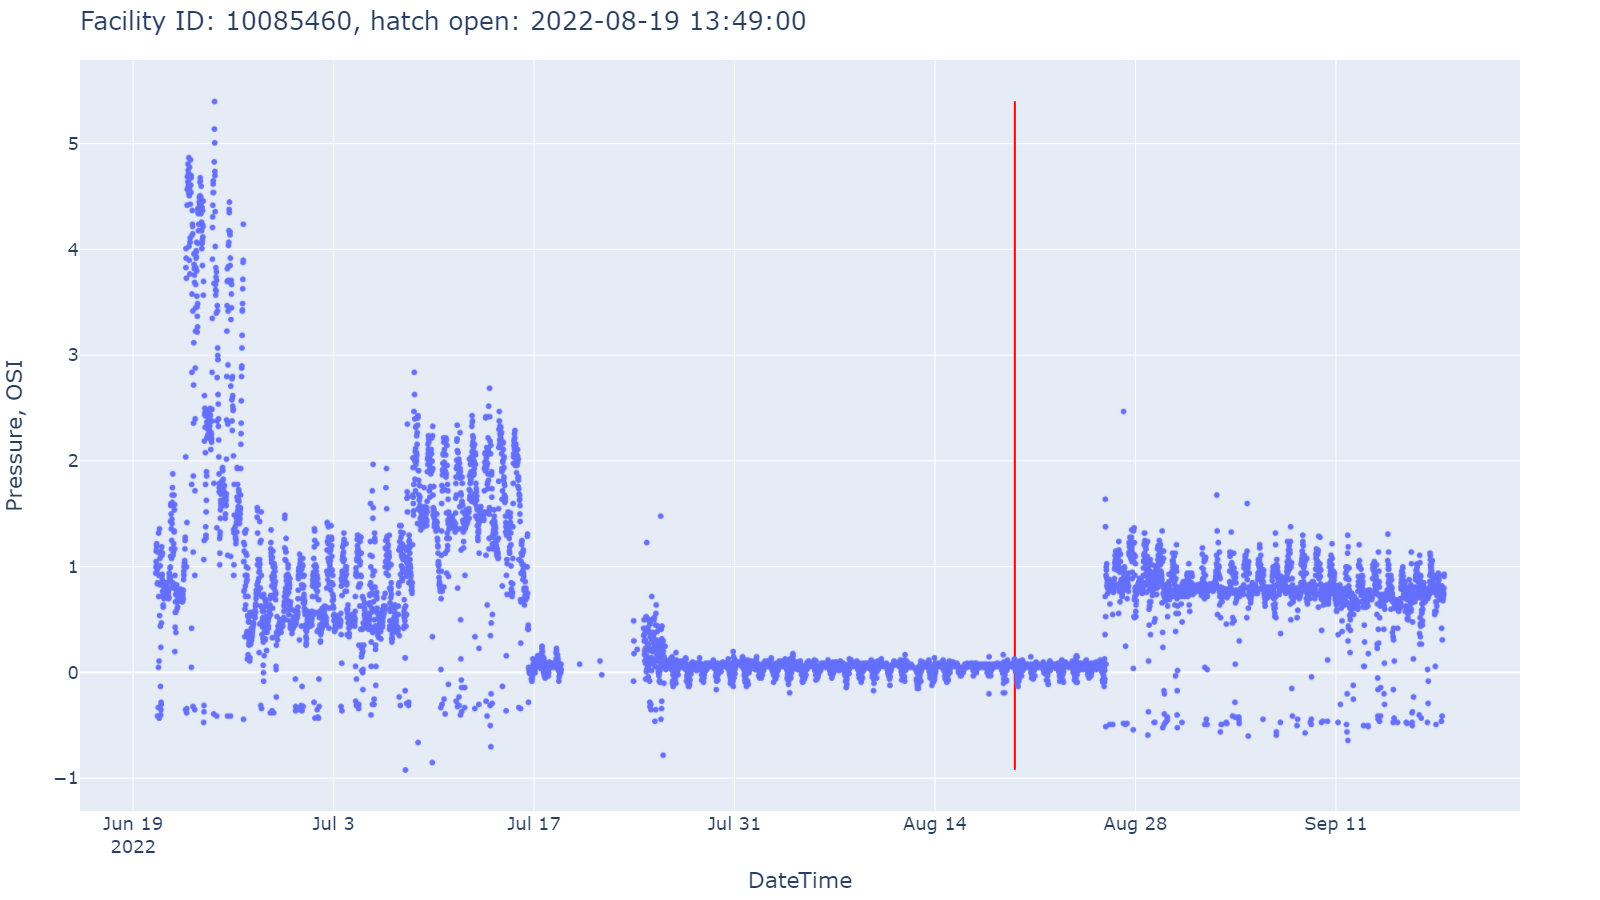 Facility ID: 10085460, hatch open: 2022-08-19 13:49:00
Pressure, OSI
5
4
3
2
1
0
−1
Jun 19
2022
Jul 3
Jul 17
Jul 31
Aug 14
Aug 28
Sep 11
DateTime